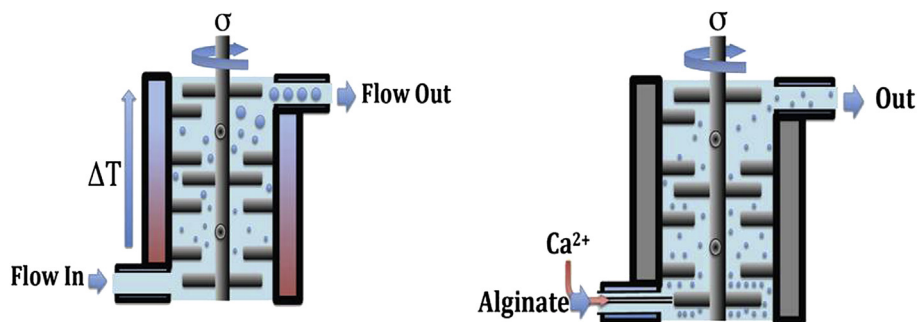 σ
Flow Out
ΔT
Flow In
σ
Out
Ca²⁺
Alginate